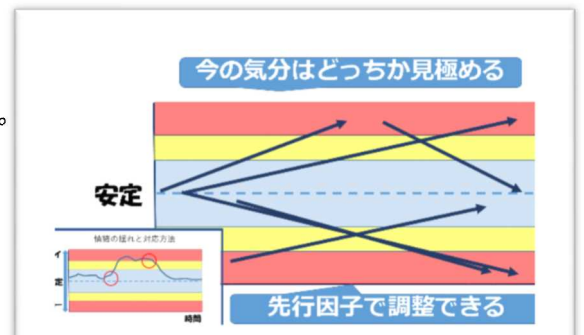 今の気分はどっちか見極める
安定
情緒の揺れと対応方法
イ
定
時間
先行因子で調整できる